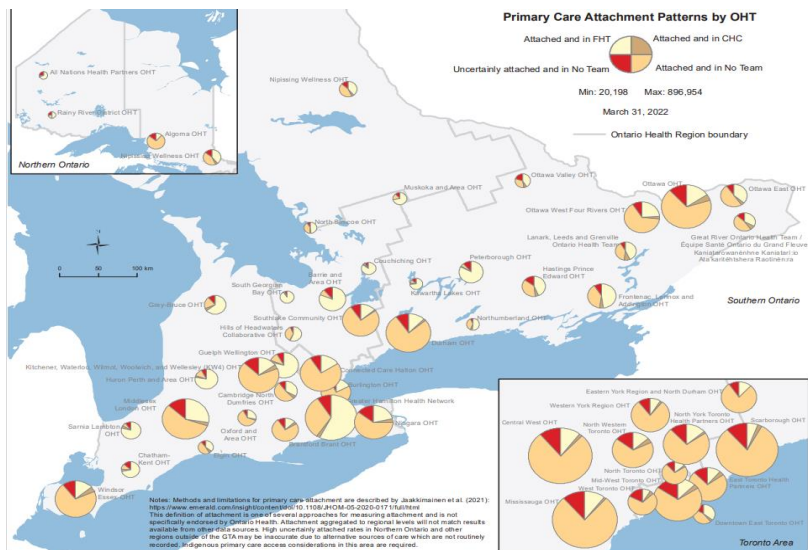 Primary Care Attachment Patterns by OHT
Attached and in FHT
Attached and in CHC
Uncertainly attached and in No Team
Attached and in No Team
Min: 20,198 Max: 896,954
March 31, 2022
Ontario Health Region boundary
All Nations Health Partners OHT
Rainy River District OHT
Algoma OHT
Nipissing Wellness OHT
Northern Ontario
Nipissing Wellness OHT
Ottawa Valley OHT
Ottawa OHT
Ottawa East OHT
Muskoka and Area OHT
Ottawa West Four Rivers OHT
North Simcoe OHT
Lanark, Leeds and Grenville
Ontario Health Team
Great River Ontario Health Team /
Équipe Santé Ontario du Grand Fleuve
0 50 100 km
Couchiching OHT
Peterborough OHT
Kawartha Lakes OHT
Hastings Prince
Edward OHT
South Georgian
Bay OHT
Barrie and
Area OHT
Grey-Bruce OHT
Southlake Community OHT
Frontenac, Lennox and
Addington OHT
Southern Ontario
Hills of Headwaters
Collaborative OHT
Durham OHT
Northumberland OHT
Guelph Wellington OHT
Kitchener, Waterloo, Wilmot, Woolwich, and Wellesley (KW4) OHT
Connected Care Halton OHT
Huron Perth and Area OHT
Burlington OHT
Cambridge North
Dumfries OHT
Greater Hamilton Health Network
Middlesex
London OHT
Oxford and
Area OHT
Niagara OHT
Sarnia Lambton
OHT
Brantford Brant OHT
Elgin OHT
Chatham-
Kent OHT
Windsor
Essex OHT
Eastern York Region and North Durham OHT
Western York Region OHT
North York Toronto
Health Partners OHT
Scarborough OHT
Central West OHT
North Western
Toronto OHT
North Toronto OHT
Mid-West Toronto OHT
East Toronto Health
Partners OHT
West Toronto OHT
Mississauga OHT
Downtown East Toronto OHT
Toronto Area
Notes: Methods and limitations for primary care attachment are described by Jaakkimainen et al. (2021):
https://www.emerald.com/insight/content/doi/10.1108/JHOM-05-2020-0171/full/html
This definition of attachment is one of several approaches for measuring attachment and is not
specifically endorsed by Ontario Health. Attachment aggregated to regional levels will not match results
available from other data sources. High uncertainly attached rates in Northern Ontario and other
regions outside of the GTA may be inaccurate due to alternative sources of care which are not routinely
recorded. Indigenous primary care access considerations in this area are required.